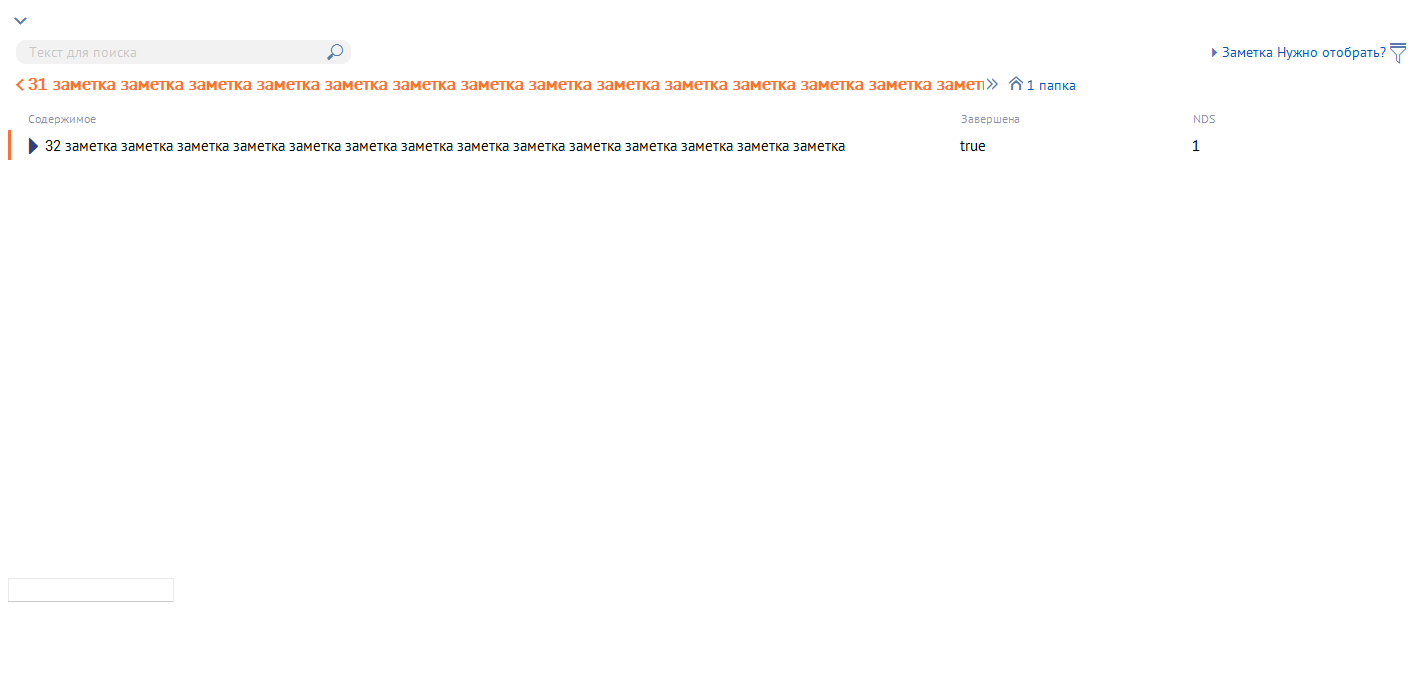 Текст для поиска
Заметка Нужно отобрать?
31 заметка заметка заметка заметка заметка заметка заметка заметка заметка заметка заметка заметка заметка замет
1 папка
Содержимое Завершена NDS
32 заметка заметка заметка заметка заметка заметка заметка заметка заметка заметка заметка заметка заметка заметка true 1